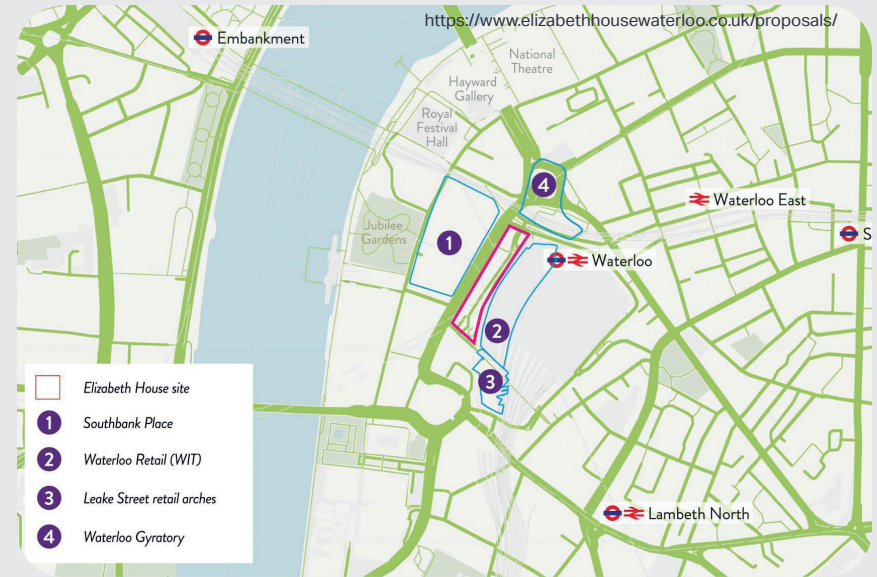 https://www.elizabethhousewaterloo.co.uk/proposals/
Embankment
National
Theatre
Hayward
Gallery
Royal
Festival
Hall
4
Waterloo East
Jubilee
Gardens
1
S
Waterloo
2
3
Elizabeth House site
1 Southbank Place
2 Waterloo Retail (WIT)
3 Leake Street retail arches
4 Waterloo Gyratory
Lambeth North